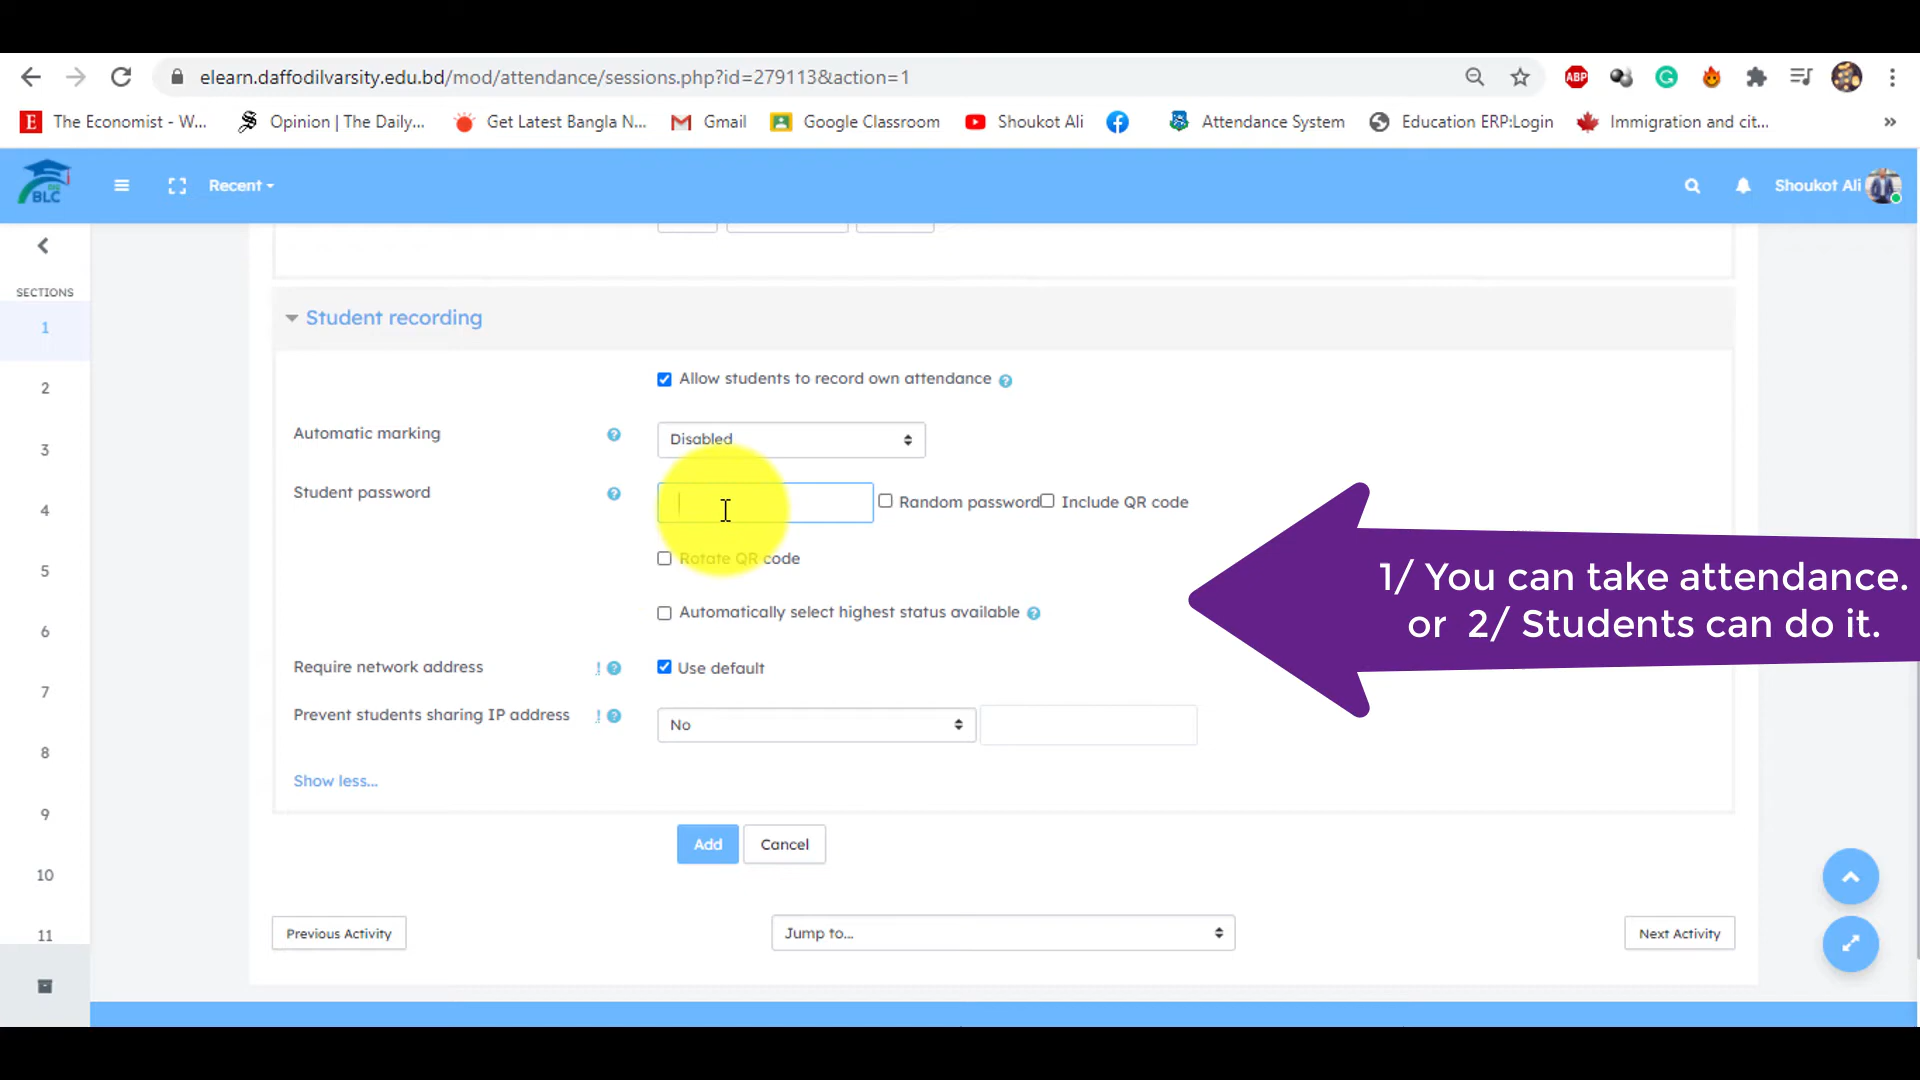 elearn.daffodilvarsity.edu.bd/mod/attendance/sessions.php?id=279113&action=1
ABP
The Economist - W... Opinion | The Daily... Get Latest Bangla N... Gmail Google Classroom Shoukot Ali Attendance System Education ERP:Login Immigration and cit... »
BLC Recent Shoukot Ali
SECTIONS
1
2
3
4
5
6
7
8
9
10
11
Student recording
Allow students to record own attendance
Automatic marking Disabled
Student password Random password Include QR code
Rotate QR code
Automatically select highest status available
Require network address ! Use default
Prevent students sharing IP address ! No
Show less...
Add Cancel
Previous Activity Jump to... Next Activity
1/ You can take attendance.
or 2/ Students can do it.